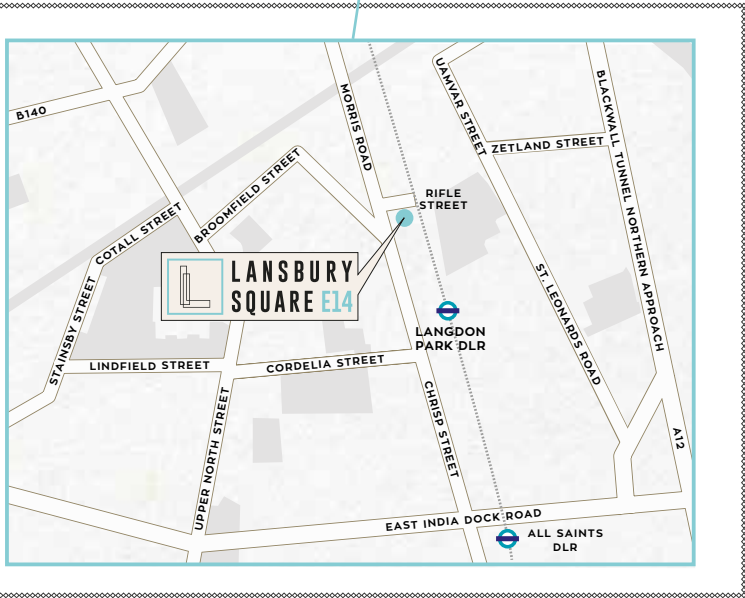 B140
MORRIS ROAD
UAMVAR STREET
BLACKWALL TUNNEL NORTHERN APPROACH
ZETLAND STREET
BROOMFIELD STREET
RIFLE
STREET
COTALL STREET
LANSBURY
SQUARE E14
STAINSBY STREET
ST. LEONARDS ROAD
LANGDON
PARK DLR
LINDFIELD STREET
CORDELIA STREET
UPPER NORTH STREET
CHRISP STREET
A12
EAST INDIA DOCK ROAD
ALL SAINTS
DLR